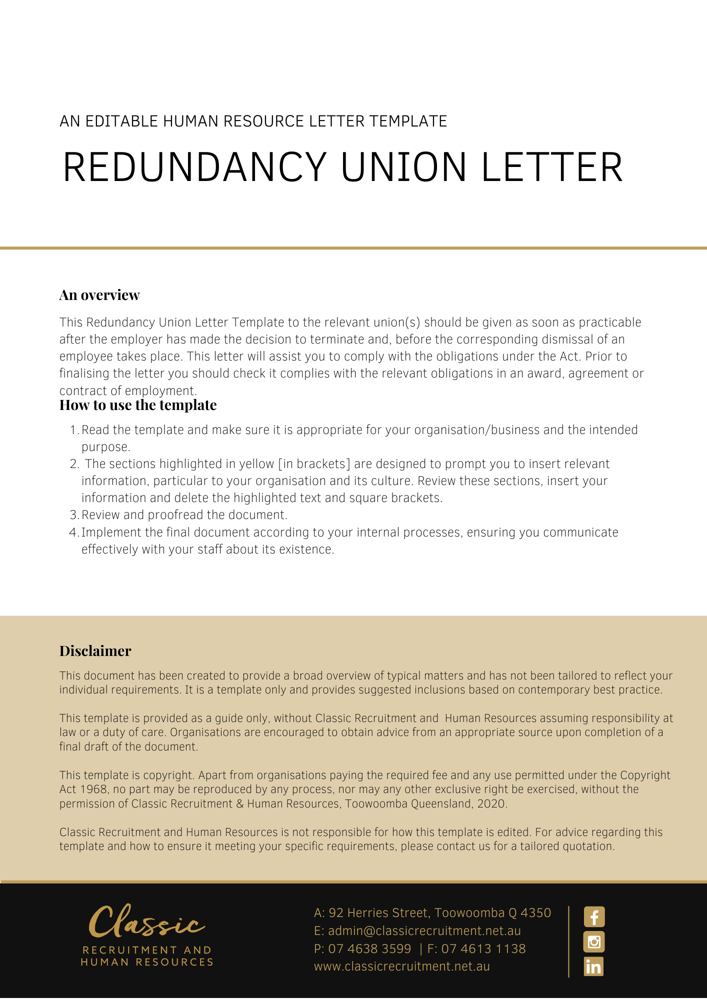 AN EDITABLE HUMAN RESOURCE LETTER TEMPLATE
REDUNDANCY UNION LETTER
An overview
This Redundancy Union Letter Template to the relevant union(s) should be given as soon as practicable
after the employer has made the decision to terminate and, before the corresponding dismissal of an
employee takes place. This letter will assist you to comply with the obligations under the Act. Prior to
finalising the letter you should check it complies with the relevant obligations in an award, agreement or
contract of employment.
How to use the template
1. Read the template and make sure it is appropriate for your organisation/business and the intended
purpose.
2. The sections highlighted in yellow [in brackets] are designed to prompt you to insert relevant
information, particular to your organisation and its culture. Review these sections, insert your
information and delete the highlighted text and square brackets.
3. Review and proofread the document.
4. Implement the final document according to your internal processes, ensuring you communicate
effectively with your staff about its existence.
Disclaimer
This document has been created to provide a broad overview of typical matters and has not been tailored to reflect your
individual requirements. It is a template only and provides suggested inclusions based on contemporary best practice.
This template is provided as a guide only, without Classic Recruitment and Human Resources assuming responsibility at
law or a duty of care. Organisations are encouraged to obtain advice from an appropriate source upon completion of a
final draft of the document.
This template is copyright. Apart from organisations paying the required fee and any use permitted under the Copyright
Act 1968, no part may be reproduced by any process, nor may any other exclusive right be exercised, without the
permission of Classic Recruitment & Human Resources, Toowoomba Queensland, 2020.
Classic Recruitment and Human Resources is not responsible for how this template is edited. For advice regarding this
template and how to ensure it meeting your specific requirements, please contact us for a tailored quotation.
Classic
RECRUITMENT AND
HUMAN RESOURCES
A: 92 Herries Street, Toowoomba Q 4350
E: admin@classicrecruitment.net.au
P: 07 4638 3599 | F: 07 4613 1138
www.classicrecruitment.net.au
f
in